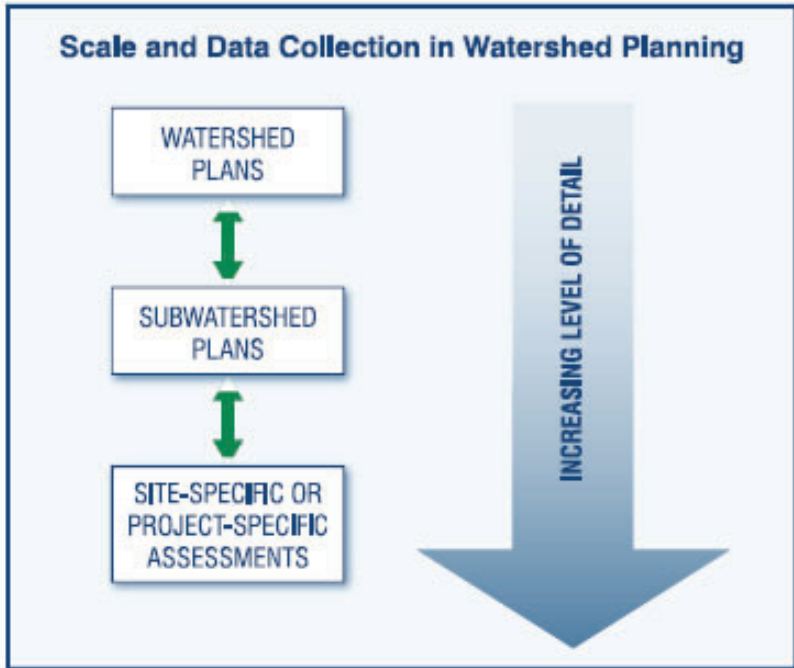 Scale and Data Collection in Watershed Planning
WATERSHED
PLANS
SUBWATERSHED
PLANS
SITE-SPECIFIC OR
PROJECT-SPECIFIC
ASSESSMENTS
INCREASING LEVEL OF DETAIL